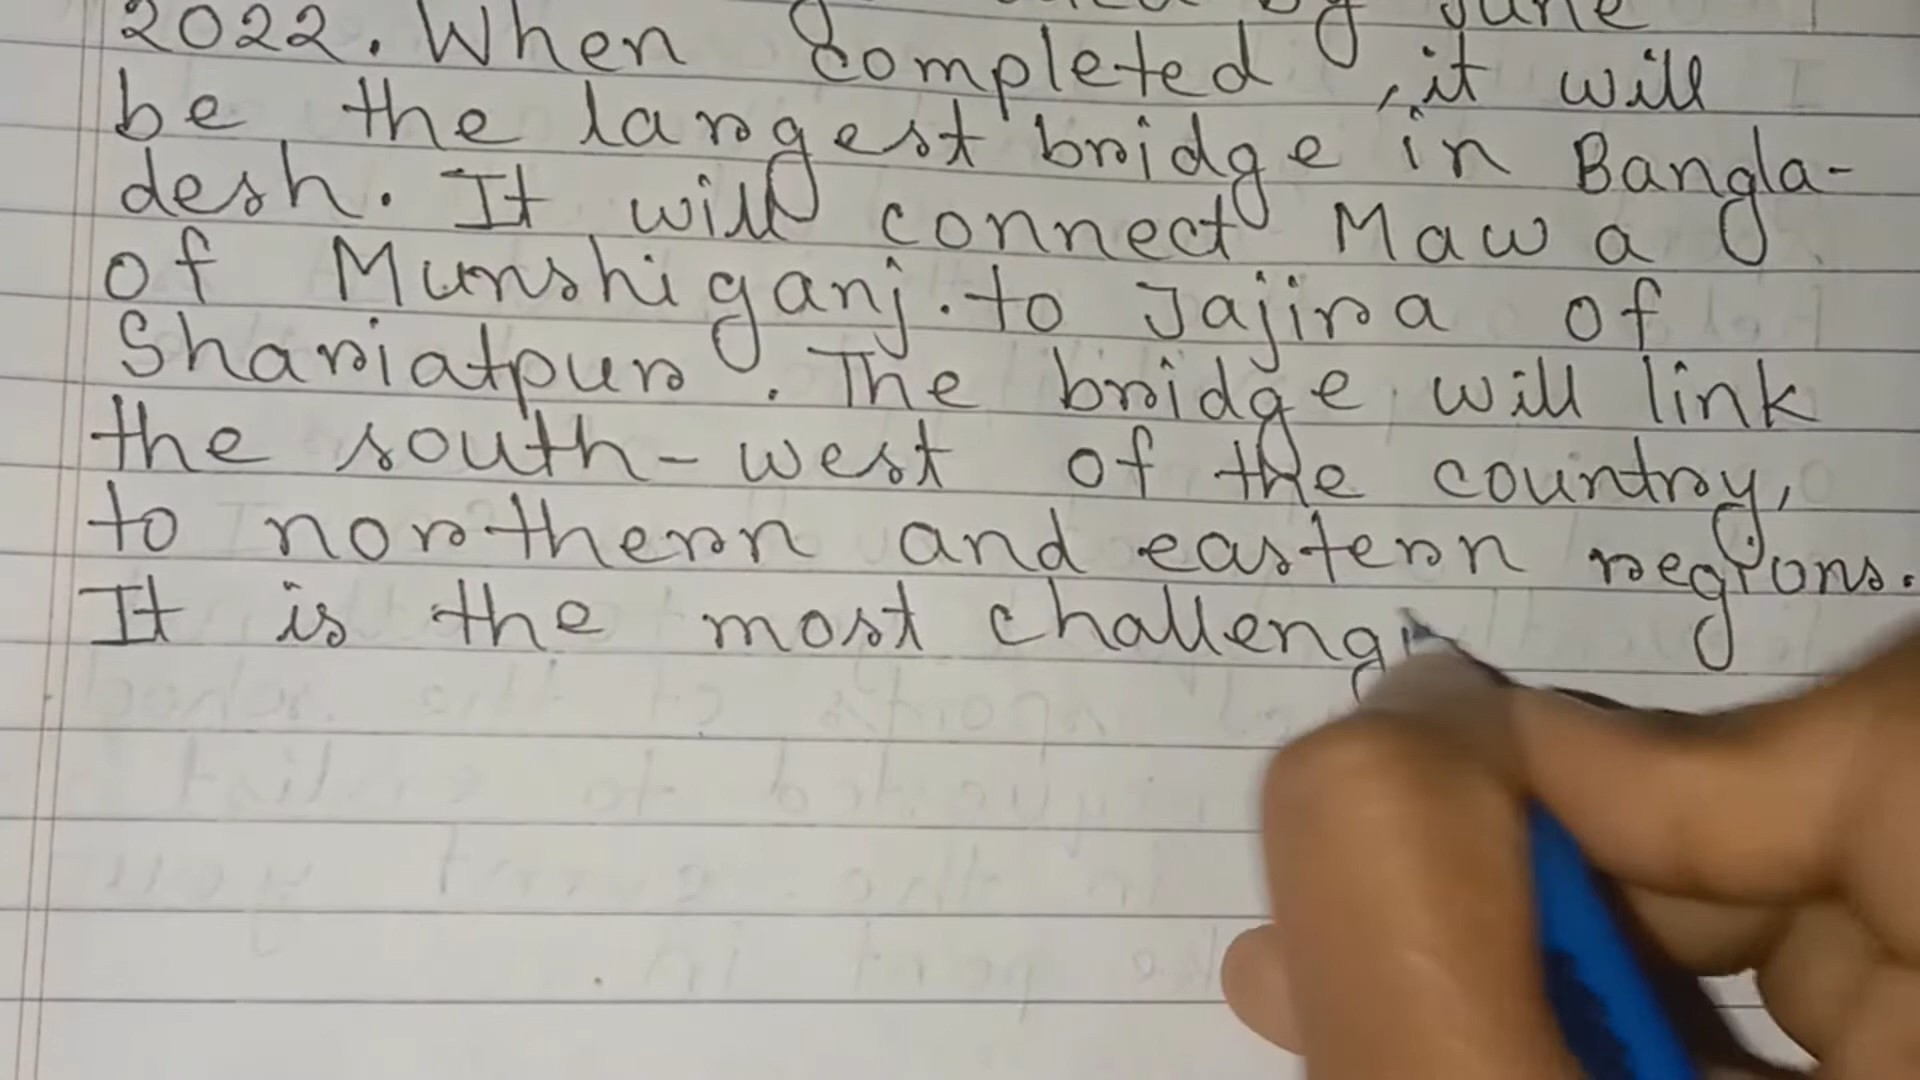 by June
2022. When completed, it will
be the largest bridge in Bangla-
desh. It will connect Mawa
of Munshiganj. to Jajira of
Shariatpur. The bridge will link
the south-west of the country,
to northern and eastern regions.
It is the most challeng